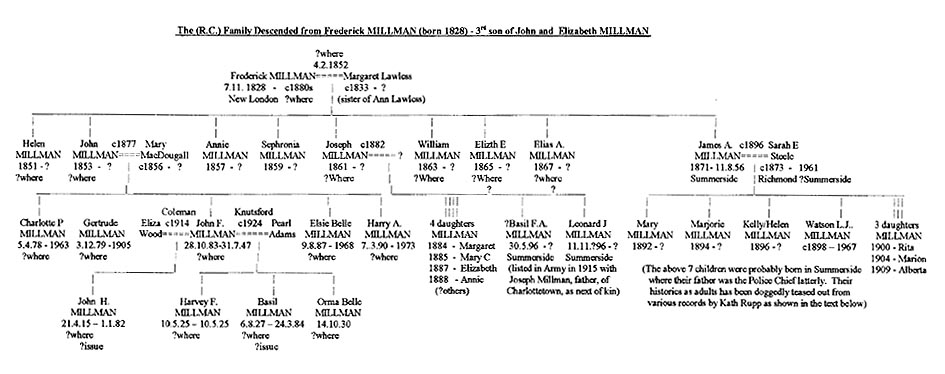 The (R.C.) Family Descended from Frederick MILLMAN (born 1828) - 3rd son of John and Elizabeth MILLMAN
?where
4.2.1852
Frederick MILLMAN=====Margaret Lawless
7.11. 1828 - c1880s c1833 - ?
New London ?where (sister of Ann Lawless)
Helen John c1877 Mary Annie Sephronia Joseph c1882 William Elizth E Elias A. James A. c1896 Sarah E
MILLMAN MILLMAN====MacDougall MILLMAN MILLMAN MILLMAN=====? MILLMAN MILLMAN MILLMAN MILLMAN=====Steele
1851 - ? 1853 - ? c1856 - ? 1857 - ? 1859 - ? 1861 - ? 1863 - ? 1865 - ? 1867 - ? 1871- 11.8.56 c1873 - 1961
?where ?where ?Where ?where ?Where ?where Summerside Richmond ?Summerside
? ?
Coleman Knutsford
Charlotte P Gertrude Eliza c1914 John F. c1924 Pearl Elsie Belle Harry A. 4 daughters ?Basil F.A. Leonard J Mary Marjorie Kelly/Helen Watson L.J.. 3 daughters
MILLMAN MILLMAN Wood=====MILLMAN=====Adams MILLMAN MILLMAN 1884 - Margaret MILLMAN MILLMAN MILLMAN MILLMAN MILLMAN MILLMAN 1900 - Rita
5.4.78 - 1963 3.12.79 -1905 28.10.83-31.7.47 9.8.87 - 1968 7. 3.90 - 1973 1885 - Mary C 30.5.96 -? 11.11.?96 -? 1892 - ? 1894 - ? 1896 - ? c1898 – 1967 1904 - Marion
?where ?where ?where ?where 1887 - Elizabeth Summerside Summerside 1909 - Alberta
1888 - Annie (listed in Army in 1915 with
(?others) Joseph Millman, father, of
Charlottetown, as next of kin)
(The above 7 children were probably born in Summerside
where their father was the Police Chief latterly. Their
histories as adults has been doggedly teased out from
various records by Kath Rupp as shown in the text below)
John H. Harvey F. Basil Orma Belle
MILLMAN MILLMAN MILLMAN MILLMAN
21.4.15 – 1.1.82 10.5.25 – 10.5.25 6.8.27 – 24.3.84 14.10.30
?where ?where ?where ?where
?issue ?issue